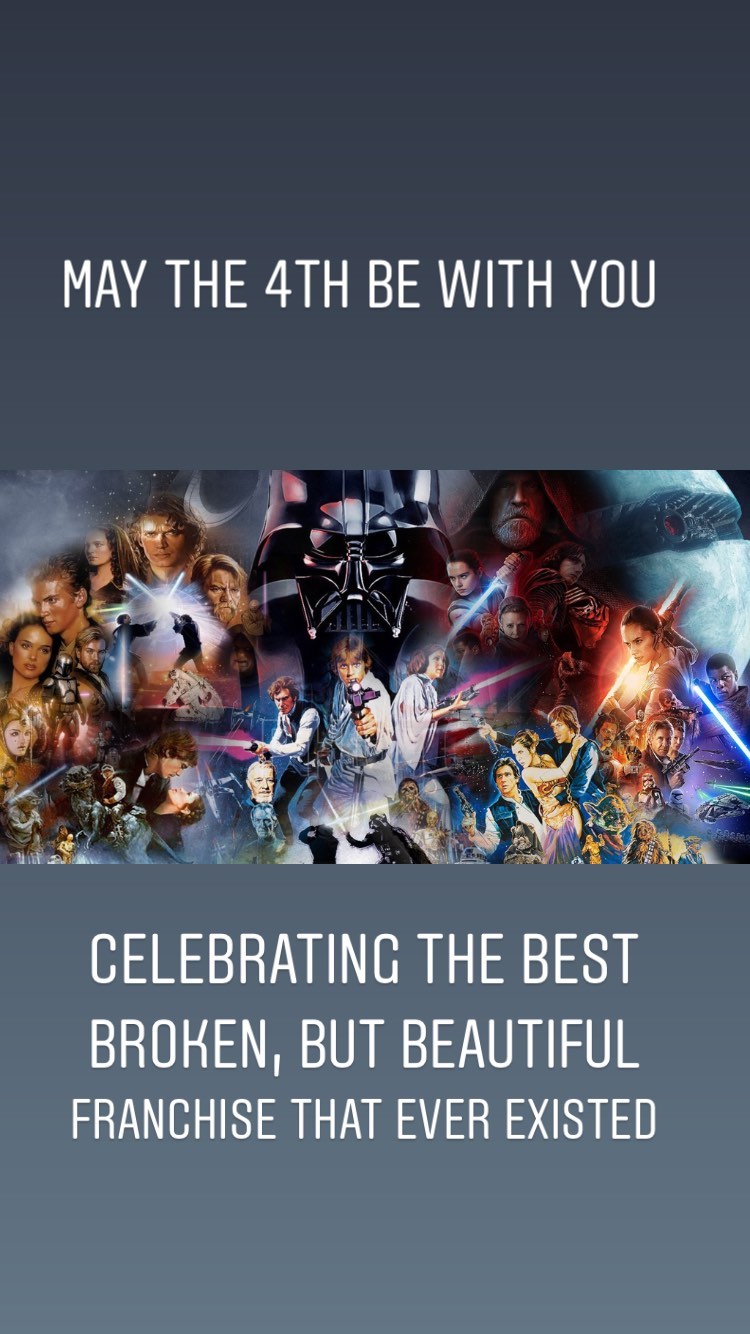 MAY THE 4TH BE WITH YOU
CELEBRATING THE BEST
BROKEN, BUT BEAUTIFUL
FRANCHISE THAT EVER EXISTED